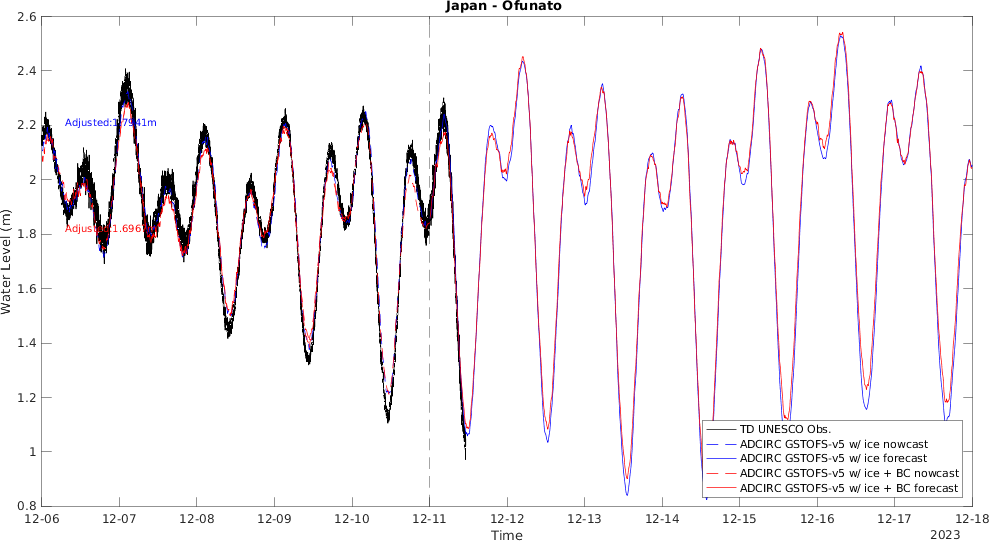 Japan - Ofunato
2.6
2.4
2.2
2
1.8
1.6
1.4
1.2
1
0.8
Water Level (m)
Adjusted:1.7941m
TD UNESCO Obs.
ADCIRC GSTOFS-v5 w/ ice nowcast
ADCIRC GSTOFS-v5 w/ ice forecast
ADCIRC GSTOFS-v5 w/ ice + BC nowcast
ADCIRC GSTOFS-v5 w/ ice + BC forecast
12-06 12-07 12-08 12-09 12-10 12-11 12-12 12-13 12-14 12-15 12-16 12-17 12-18
Time
2023